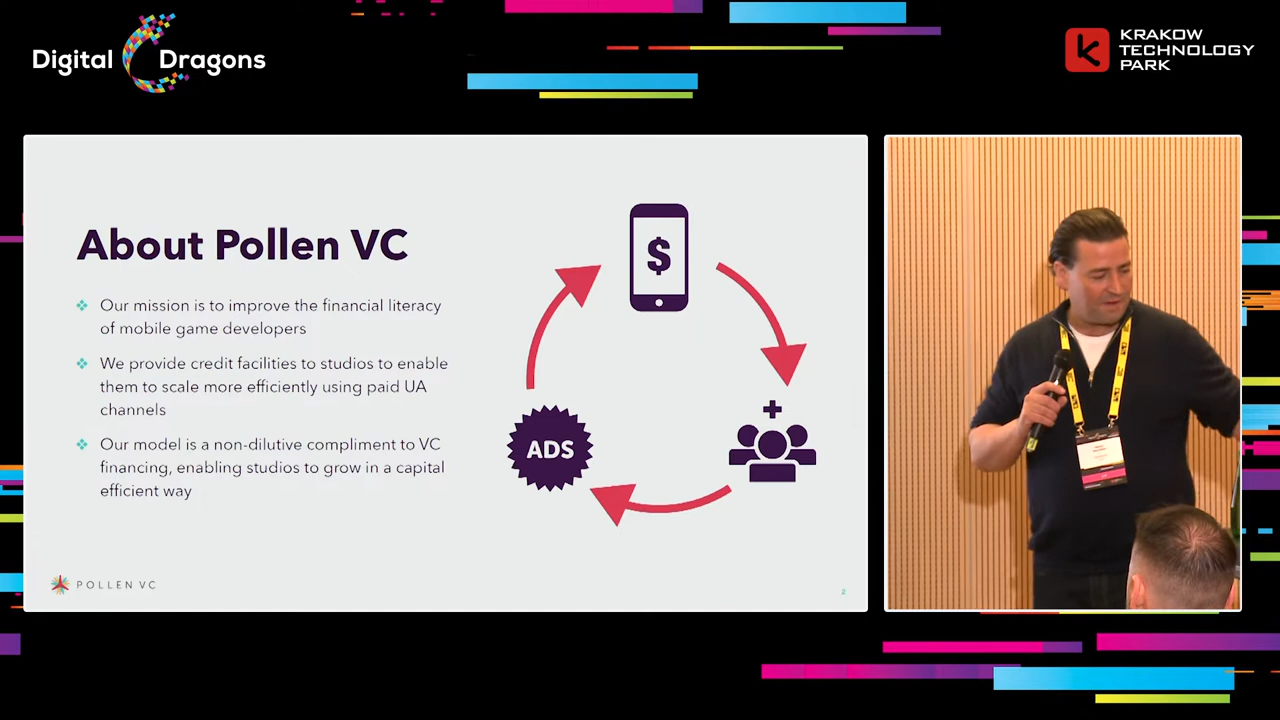 Digital Dragons
KRAKOW
TECHNOLOGY
PARK
About Pollen VC
Our mission is to improve the financial literacy
of mobile game developers
We provide credit facilities to studios to enable
them to scale more efficiently using paid UA
channels
Our model is a non-dilutive compliment to VC
financing, enabling studios to grow in a capital
efficient way
$
ADS
POLLEN VC
2